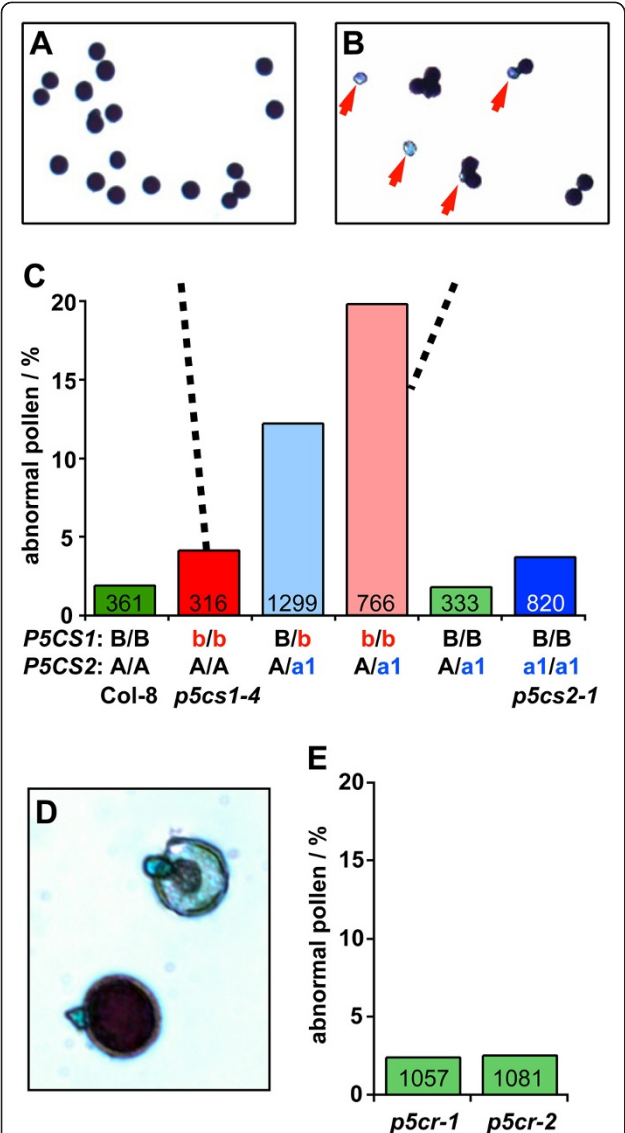 A
B
C
20
15
10
5
0
abnormal pollen / %
361 316 1299 766 333 820
P5CS1: B/B b/b B/b b/b B/B B/B
P5CS2: A/A A/A A/a1 A/a1 A/a1 a1/a1
Col-8 p5cs1-4 p5cs2-1
D
E
20
15
10
5
0
abnormal pollen / %
1057 1081
p5cr-1 p5cr-2